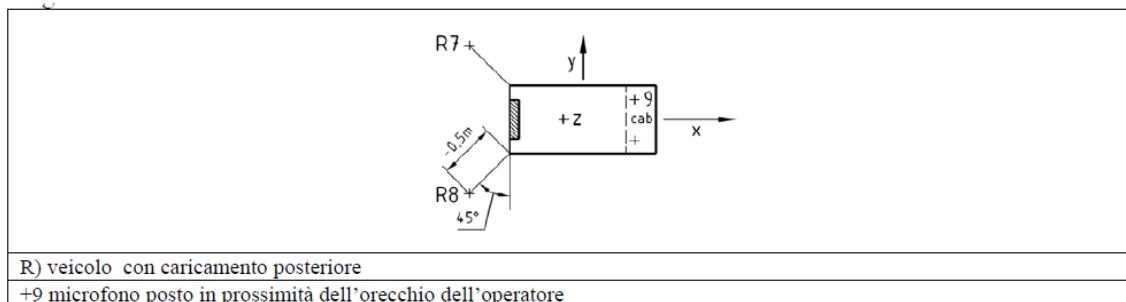 R7
y
+9
+z
cab
x
~0,5m
R8
45°
R) veicolo con caricamento posteriore
+9 microfono posto in prossimità dell'orecchio dell'operatore